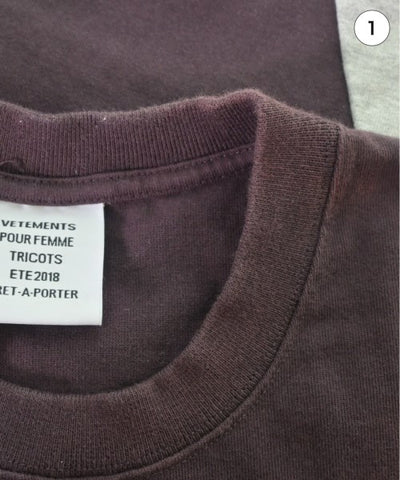 1
VETEMENTS
POUR FEMME
TRICOTS
ETE 2018
RET-A-PORTER